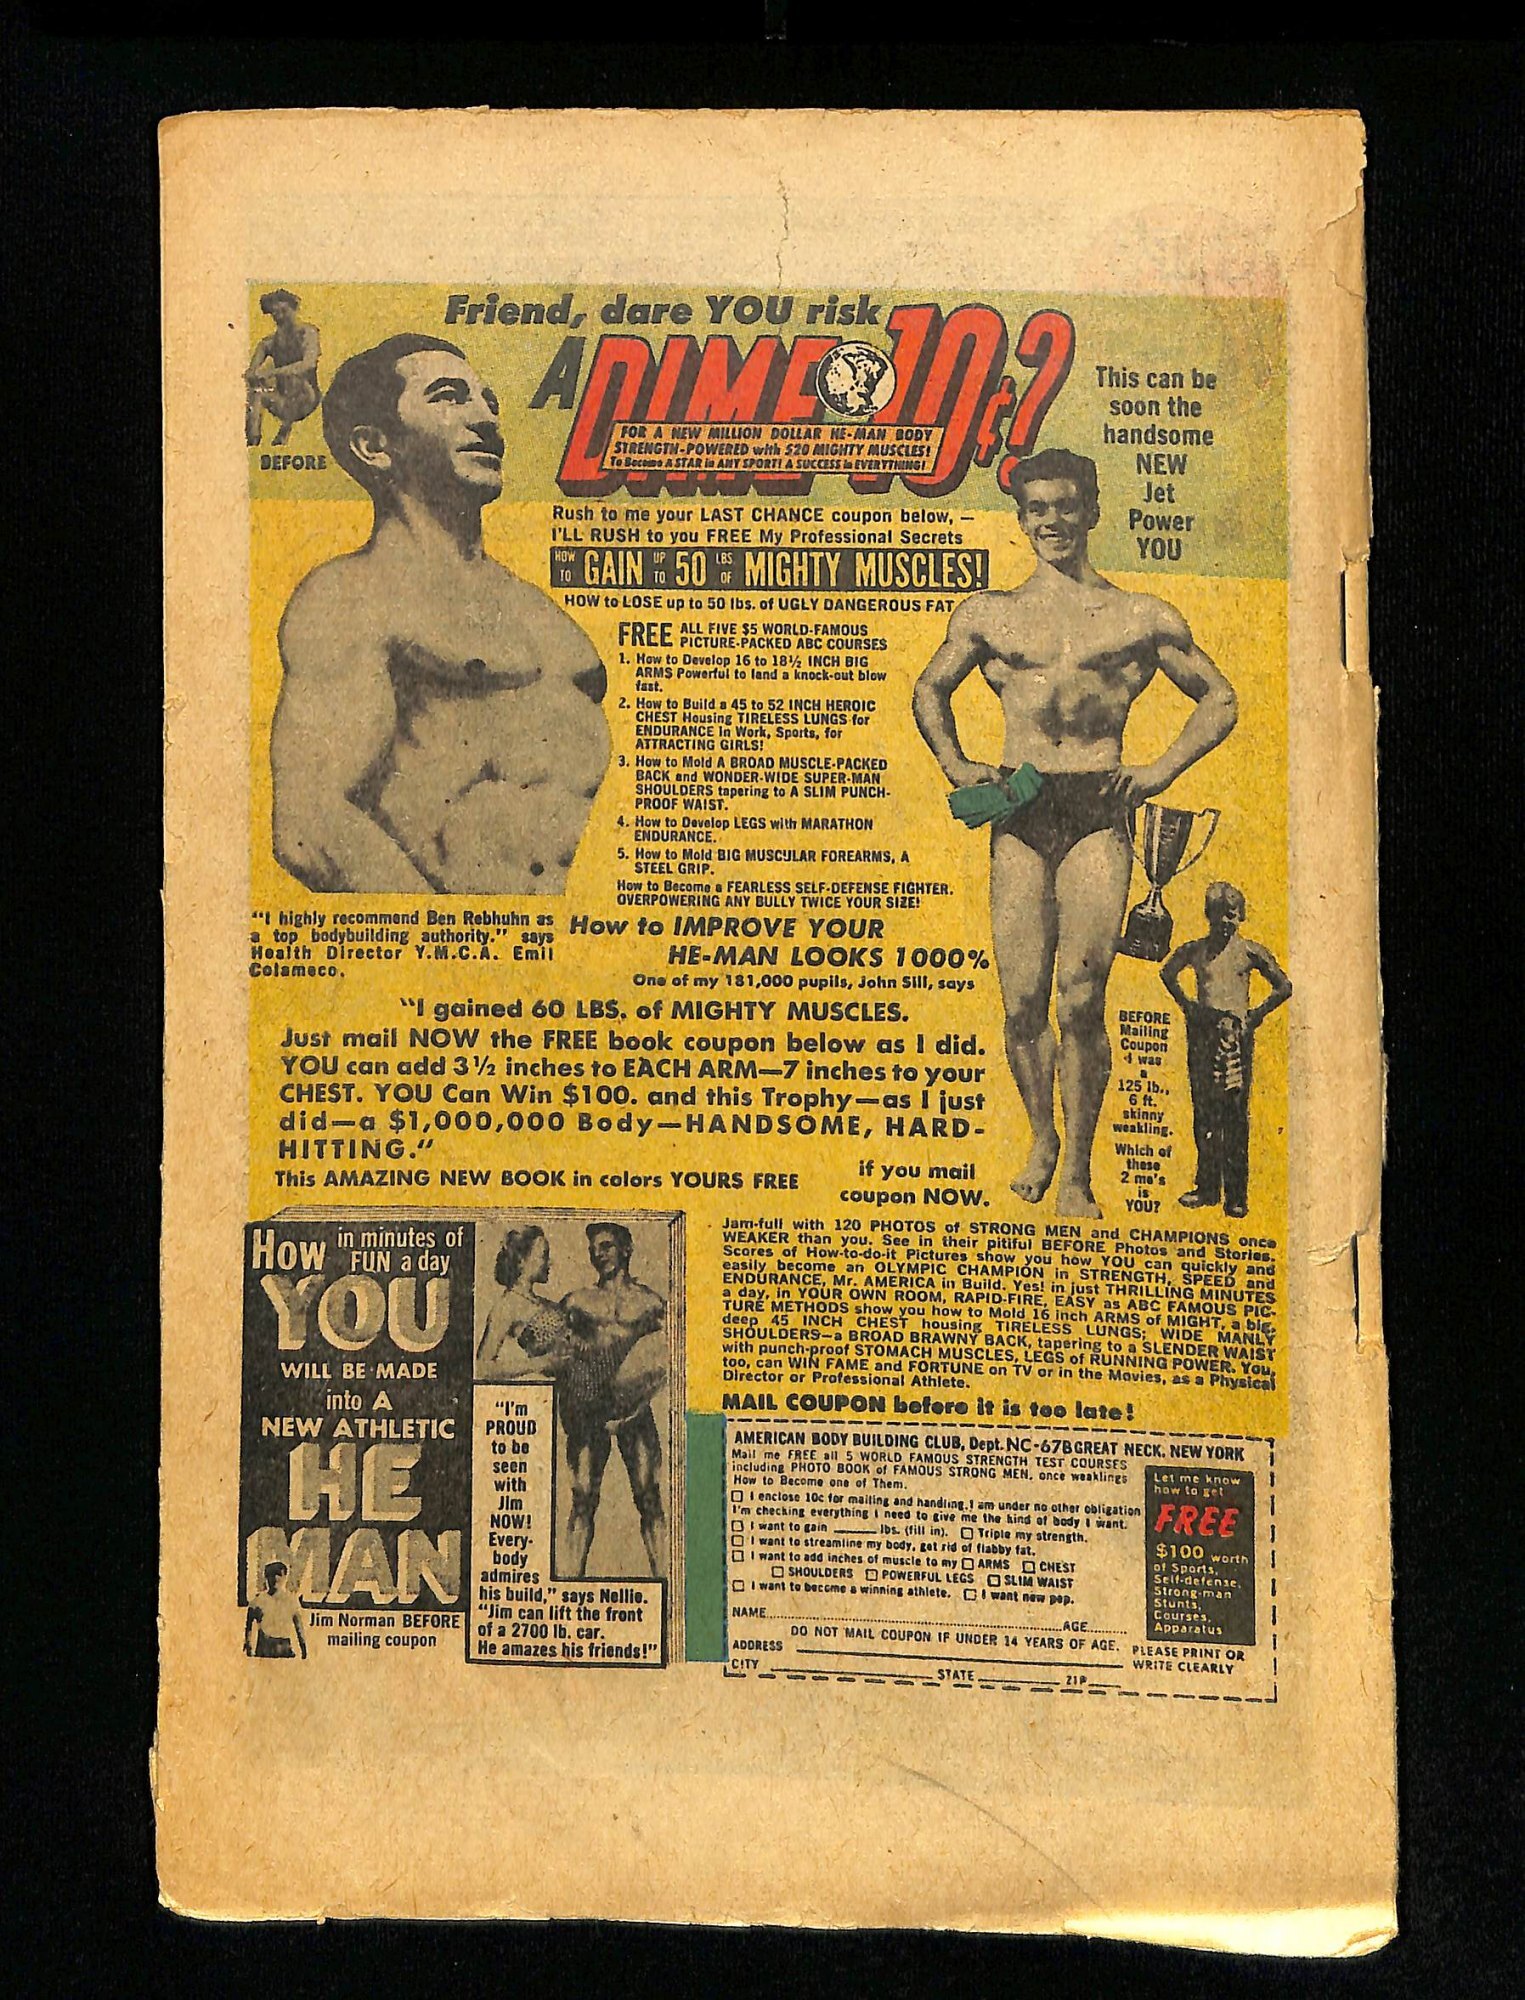 Friend, dare YOU risk
A DIME 10¢?
FOR A NEW MILLION DOLLAR HE-MAN BODY
STRENGTH-POWERED with $20 MIGHTY MUSCLES!
To Become A STAR in ANY SPORT! A SUCCESS in EVERYTHING!
BEFORE
This can be
soon the
handsome
NEW
Jet
Power
YOU
Rush to me your LAST CHANCE coupon below, —
I'LL RUSH to you FREE My Professional Secrets
HOW TO GAIN UP TO 50 LBS OF MIGHTY MUSCLES!
HOW to LOSE up to 50 lbs. of UGLY DANGEROUS FAT
FREE ALL FIVE $5 WORLD-FAMOUS
PICTURE-PACKED ABC COURSES
1. How to Develop 16 to 18½ INCH BIG
ARMS Powerful to land a knock-out blow
fast.
2. How to Build a 45 to 52 INCH HEROIC
CHEST Housing TIRELESS LUNGS for
ENDURANCE in Work, Sports, for
ATTRACTING GIRLS!
3. How to Mold A BROAD MUSCLE-PACKED
BACK and WONDER-WIDE SUPER-MAN
SHOULDERS tapering to A SLIM PUNCH-
PROOF WAIST.
4. How to Develop LEGS with MARATHON
ENDURANCE.
5. How to Mold BIG MUSCULAR FOREARMS, A
STEEL GRIP.
How to Become a FEARLESS SELF-DEFENSE FIGHTER,
OVERPOWERING ANY BULLY TWICE YOUR SIZE!
"I highly recommend Ben Rebhuhn as
a top bodybuilding authority." says
Health Director Y.M.C.A. Emil
Colameco.
How to IMPROVE YOUR
HE-MAN LOOKS 1000%
One of my 181,000 pupils, John Sill, says
"I gained 60 LBS. of MIGHTY MUSCLES.
Just mail NOW the FREE book coupon below as I did.
YOU can add 3½ inches to EACH ARM—7 inches to your
CHEST. YOU Can Win $100. and this Trophy—as I just
did—a $1,000,000 Body—HANDSOME, HARD-
HITTING."
This AMAZING NEW BOOK in colors YOURS FREE
if you mail
coupon NOW.
BEFORE
Mailing
Coupon
I was
a
125 lb.,
6 ft.
skinny
weakling.
Which of
these
2 me's
is
YOU?
How in minutes of
FUN a day
YOU
WILL BE MADE
into A
NEW ATHLETIC
HE
MAN
Jim Norman BEFORE
mailing coupon
"I'm
PROUD
to be
seen
with
Jim
NOW!
Every-
body
admires
his build," says Nellie.
"Jim can lift the front
of a 2700 lb. car.
He amazes his friends!"
Jam-full with 120 PHOTOS of STRONG MEN and CHAMPIONS once
WEAKER than you. See in their pitiful BEFORE Photos and Stories.
Scores of How-to-do-it Pictures show you how YOU can quickly and
easily become an OLYMPIC CHAMPION in STRENGTH, SPEED and
ENDURANCE, Mr. AMERICA in Build. Yes! in just THRILLING MINUTES
a day, in YOUR OWN ROOM, RAPID-FIRE, EASY as ABC FAMOUS PIC-
TURE METHODS show you how to Mold 16 inch ARMS of MIGHT, a big,
deep 45 INCH CHEST housing TIRELESS LUNGS; WIDE MANLY
SHOULDERS—a BROAD BRAWNY BACK, tapering to a SLENDER WAIST
with punch-proof STOMACH MUSCLES, LEGS of RUNNING POWER. You,
too, can WIN FAME and FORTUNE on TV or in the Movies, as a Physical
Director or Professional Athlete.
MAIL COUPON before it is too late!
AMERICAN BODY BUILDING CLUB, Dept. NC-67B GREAT NECK, NEW YORK
Mail me FREE all 5 WORLD FAMOUS STRENGTH TEST COURSES
including PHOTO BOOK of FAMOUS STRONG MEN, once weaklings
How to Become one of Them.
☐ I enclose 10c for mailing and handling. I am under no other obligation
I'm checking everything I need to give me the kind of body I want.
☐ I want to gain ______ lbs. (fill in). ☐ Triple my strength.
☐ I want to streamline my body, get rid of flabby fat.
☐ I want to add inches of muscle to my ☐ ARMS ☐ CHEST
☐ SHOULDERS ☐ POWERFUL LEGS ☐ SLIM WAIST
☐ I want to become a winning athlete. ☐ I want new pep.
NAME AGE
DO NOT MAIL COUPON IF UNDER 14 YEARS OF AGE.
ADDRESS
CITY STATE ZIP
Let me know
how to get
FREE
$100 worth
of Sports,
Self-defense,
Strong-man
Stunts,
Courses,
Apparatus
PLEASE PRINT OR
WRITE CLEARLY